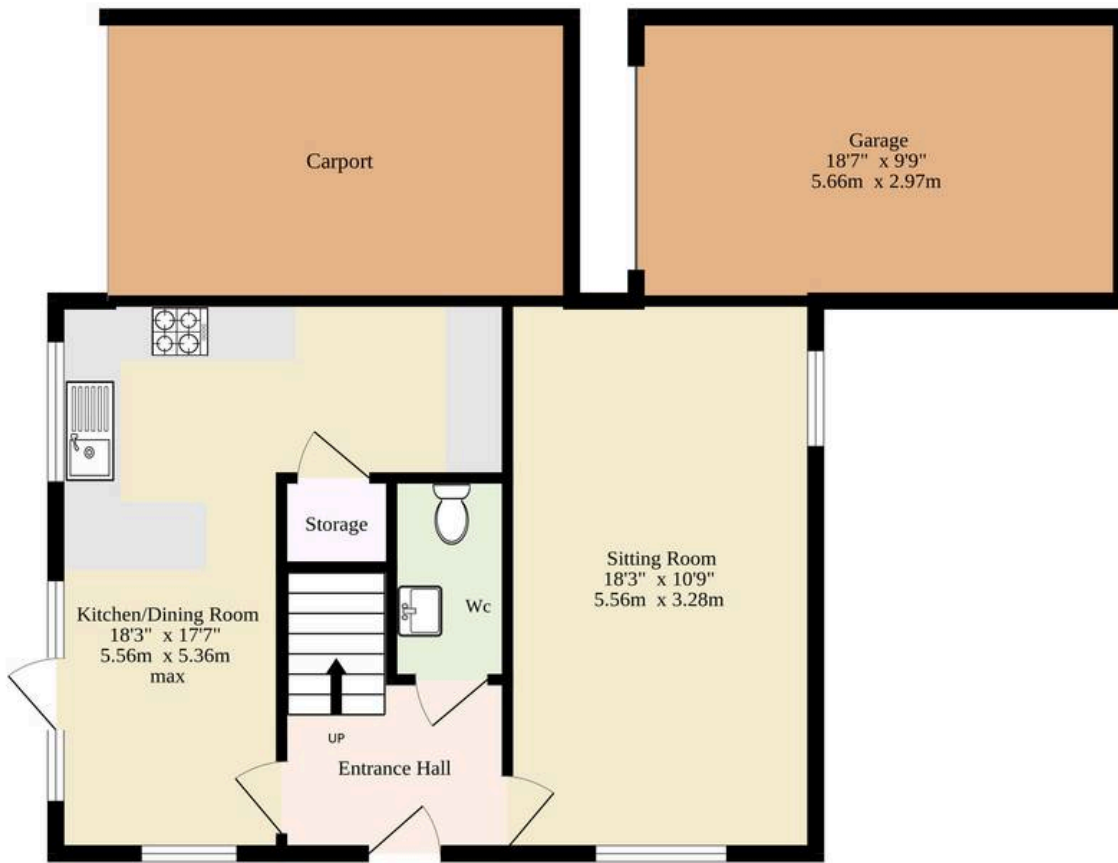 Carport
Garage
18'7" x 9'9"
5.66m x 2.97m
Storage
Sitting Room
18'3" x 10'9"
5.56m x 3.28m
Wc
Kitchen/Dining Room
18'3" x 17'7"
5.56m x 5.36m
max
UP
Entrance Hall